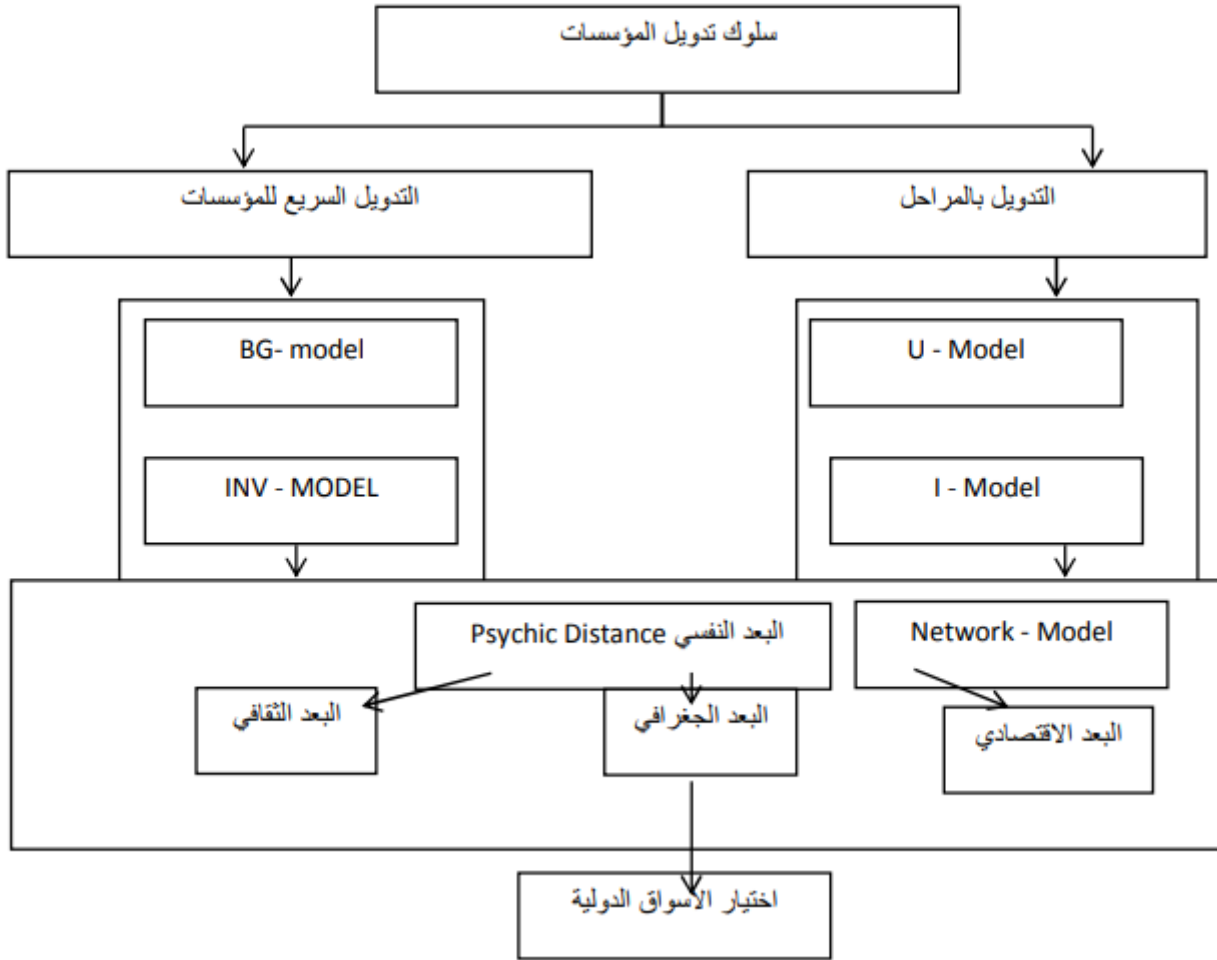 سلوك تدويل المؤسسات
التدويل بالمراحل
التدويل السريع للمؤسسات
U - Model
BG- model
I - Model
INV - MODEL
Network - Model
البعد النفسي Psychic Distance
البعد الاقتصادي
البعد الجغرافي
البعد الثقافي
اختيار الأسواق الدولية